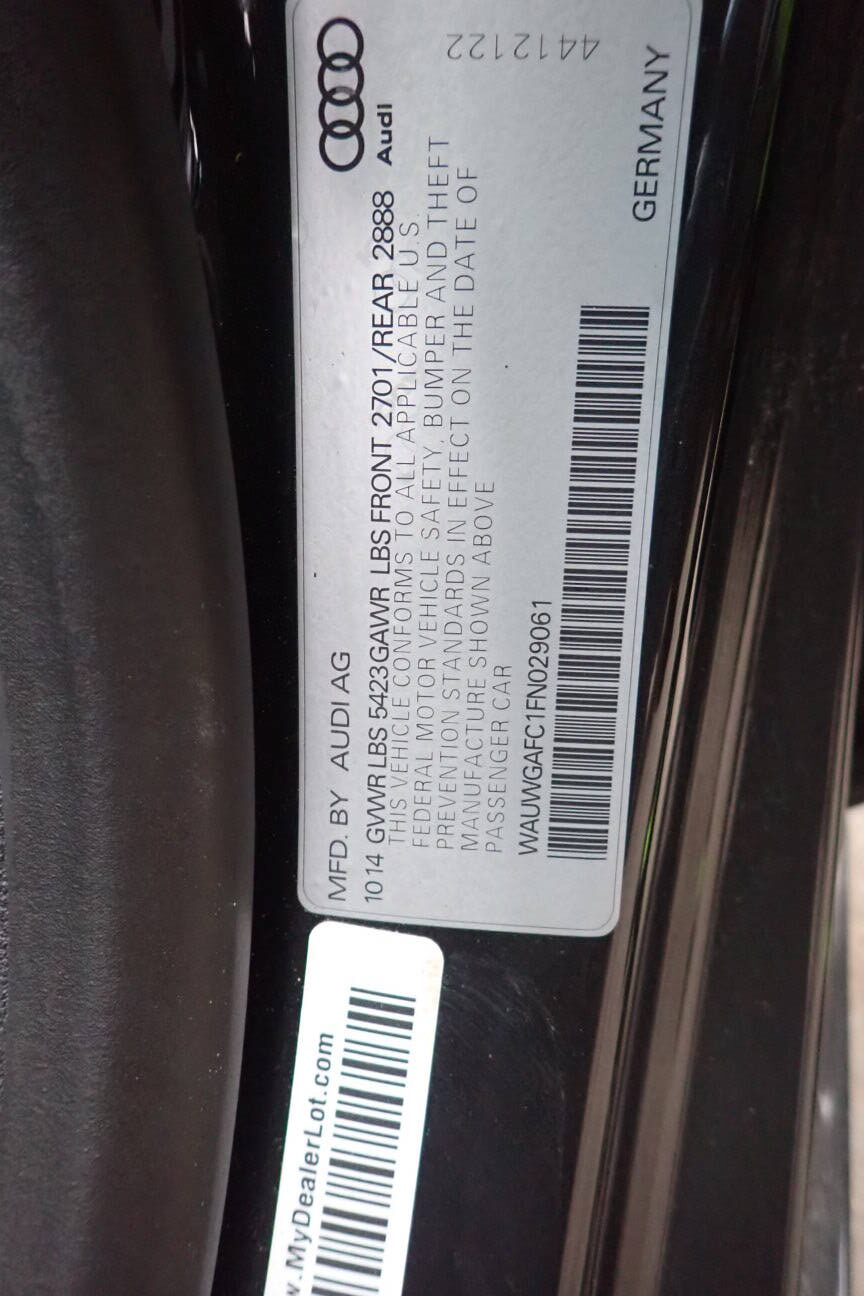 MFD. BY AUDI AG
1014 GVWR LBS 5423 GAWR LBS FRONT 2701/REAR 2888
THIS VEHICLE CONFORMS TO ALL APPLICABLE U.S.
FEDERAL MOTOR VEHICLE SAFETY, BUMPER AND THEFT
PREVENTION STANDARDS IN EFFECT ON THE DATE OF
MANUFACTURE SHOWN ABOVE
PASSENGER CAR
WAUWGAFC1FN029061
Audi
4412122
GERMANY
.MyDealerLot.com